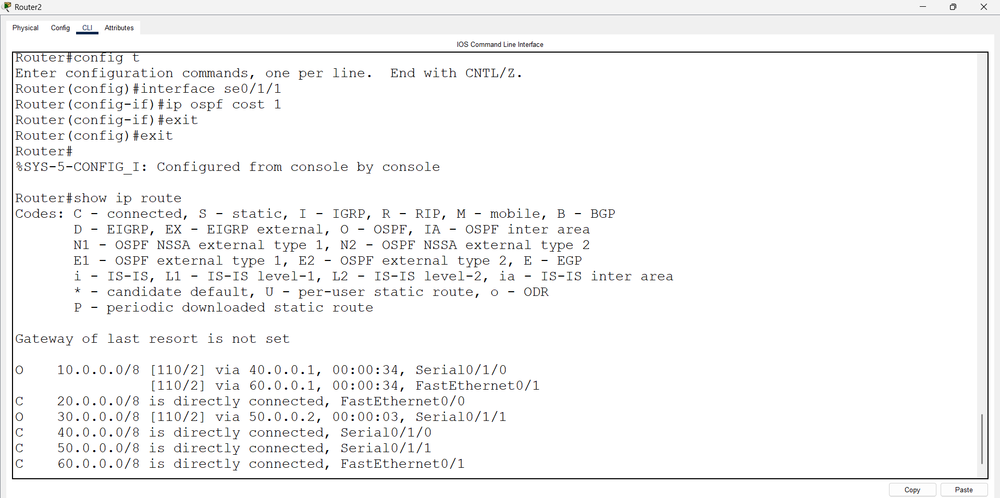 Router2
Physical Config CLI Attributes
IOS Command Line Interface
Router#config t
Enter configuration commands, one per line.  End with CNTL/Z.
Router(config)#interface se0/1/1
Router(config-if)#ip ospf cost 1
Router(config-if)#exit
Router(config)#exit
Router#
%SYS-5-CONFIG_I: Configured from console by console
Router#show ip route
Codes: C - connected, S - static, I - IGRP, R - RIP, M - mobile, B - BGP
       D - EIGRP, EX - EIGRP external, O - OSPF, IA - OSPF inter area
       N1 - OSPF NSSA external type 1, N2 - OSPF NSSA external type 2
       E1 - OSPF external type 1, E2 - OSPF external type 2, E - EGP
       i - IS-IS, L1 - IS-IS level-1, L2 - IS-IS level-2, ia - IS-IS inter area
       * - candidate default, U - per-user static route, o - ODR
       P - periodic downloaded static route
Gateway of last resort is not set
O    10.0.0.0/8 [110/2] via 40.0.0.1, 00:00:34, Serial0/1/0
                [110/2] via 60.0.0.1, 00:00:34, FastEthernet0/1
C    20.0.0.0/8 is directly connected, FastEthernet0/0
O    30.0.0.0/8 [110/2] via 50.0.0.2, 00:00:03, Serial0/1/1
C    40.0.0.0/8 is directly connected, Serial0/1/0
C    50.0.0.0/8 is directly connected, Serial0/1/1
C    60.0.0.0/8 is directly connected, FastEthernet0/1
Copy Paste